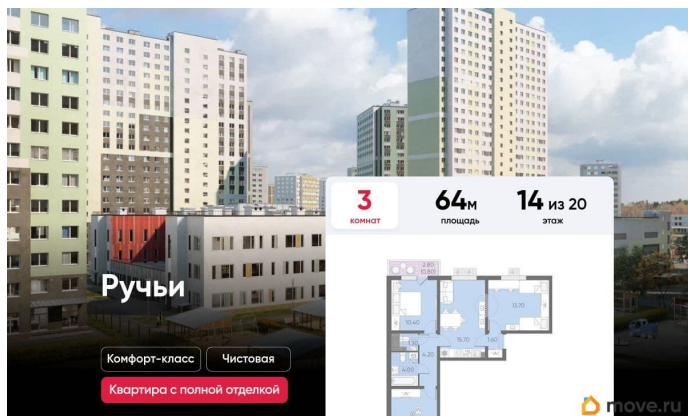 3
комнат
64м
площадь
14 из 20
этаж
Ручьи
Комфорт-класс
Чистовая
Квартира с полной отделкой
2.80
(0.80)
10.40
15.70
13.70
1.60
4.20
4.00
move.ru